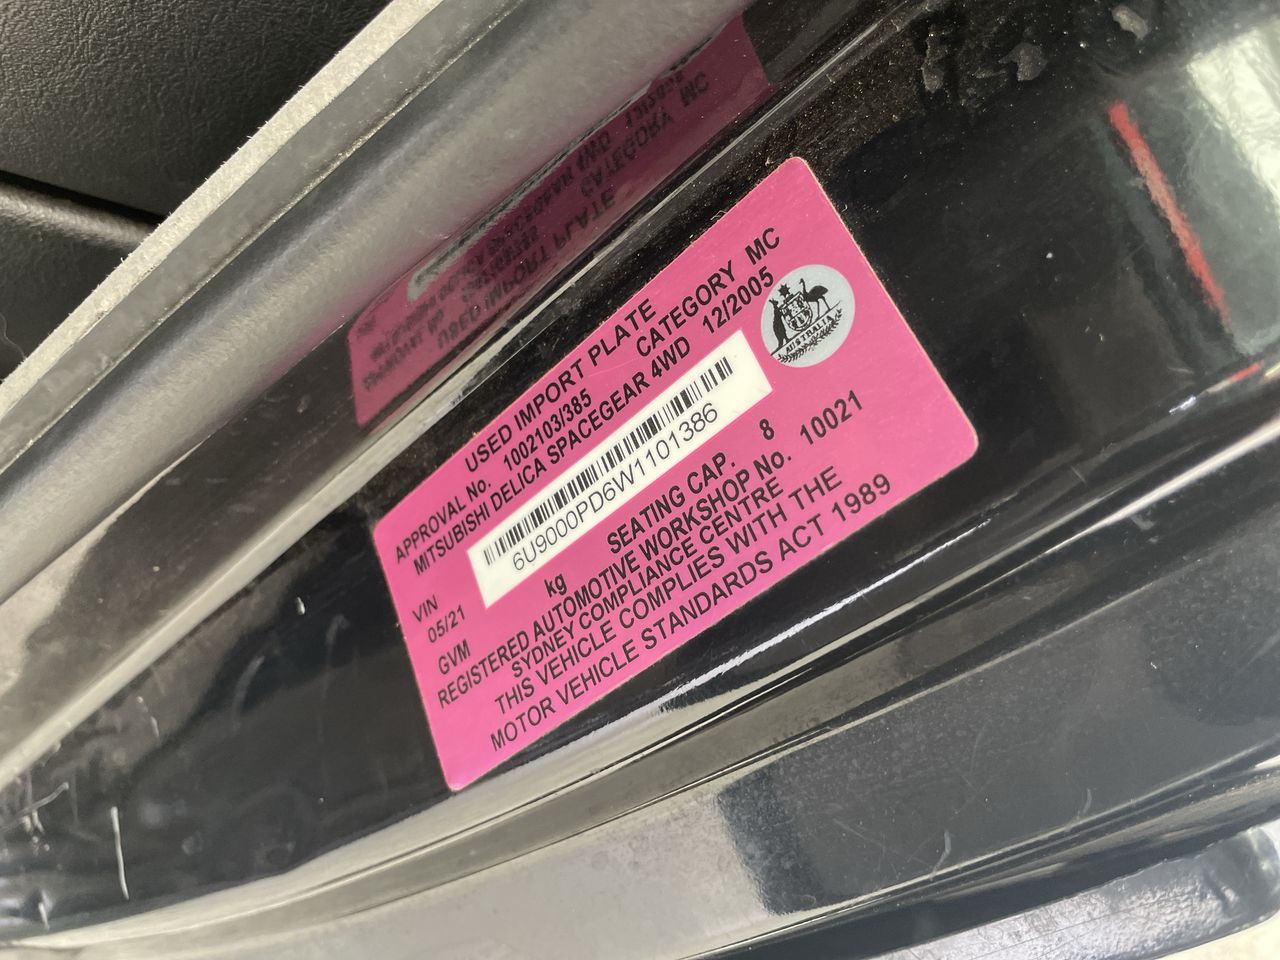 USED IMPORT PLATE
APPROVAL No. 1002103/385 CATEGORY MC
MITSUBISHI DELICA SPACEGEAR 4WD 12/2005
VIN 6U9000PD6W1101386
05/21
GVM kg SEATING CAP. 8
REGISTERED AUTOMOTIVE WORKSHOP No. 10021
SYDNEY COMPLIANCE CENTRE
THIS VEHICLE COMPLIES WITH THE
MOTOR VEHICLE STANDARDS ACT 1989
AUSTRALIA